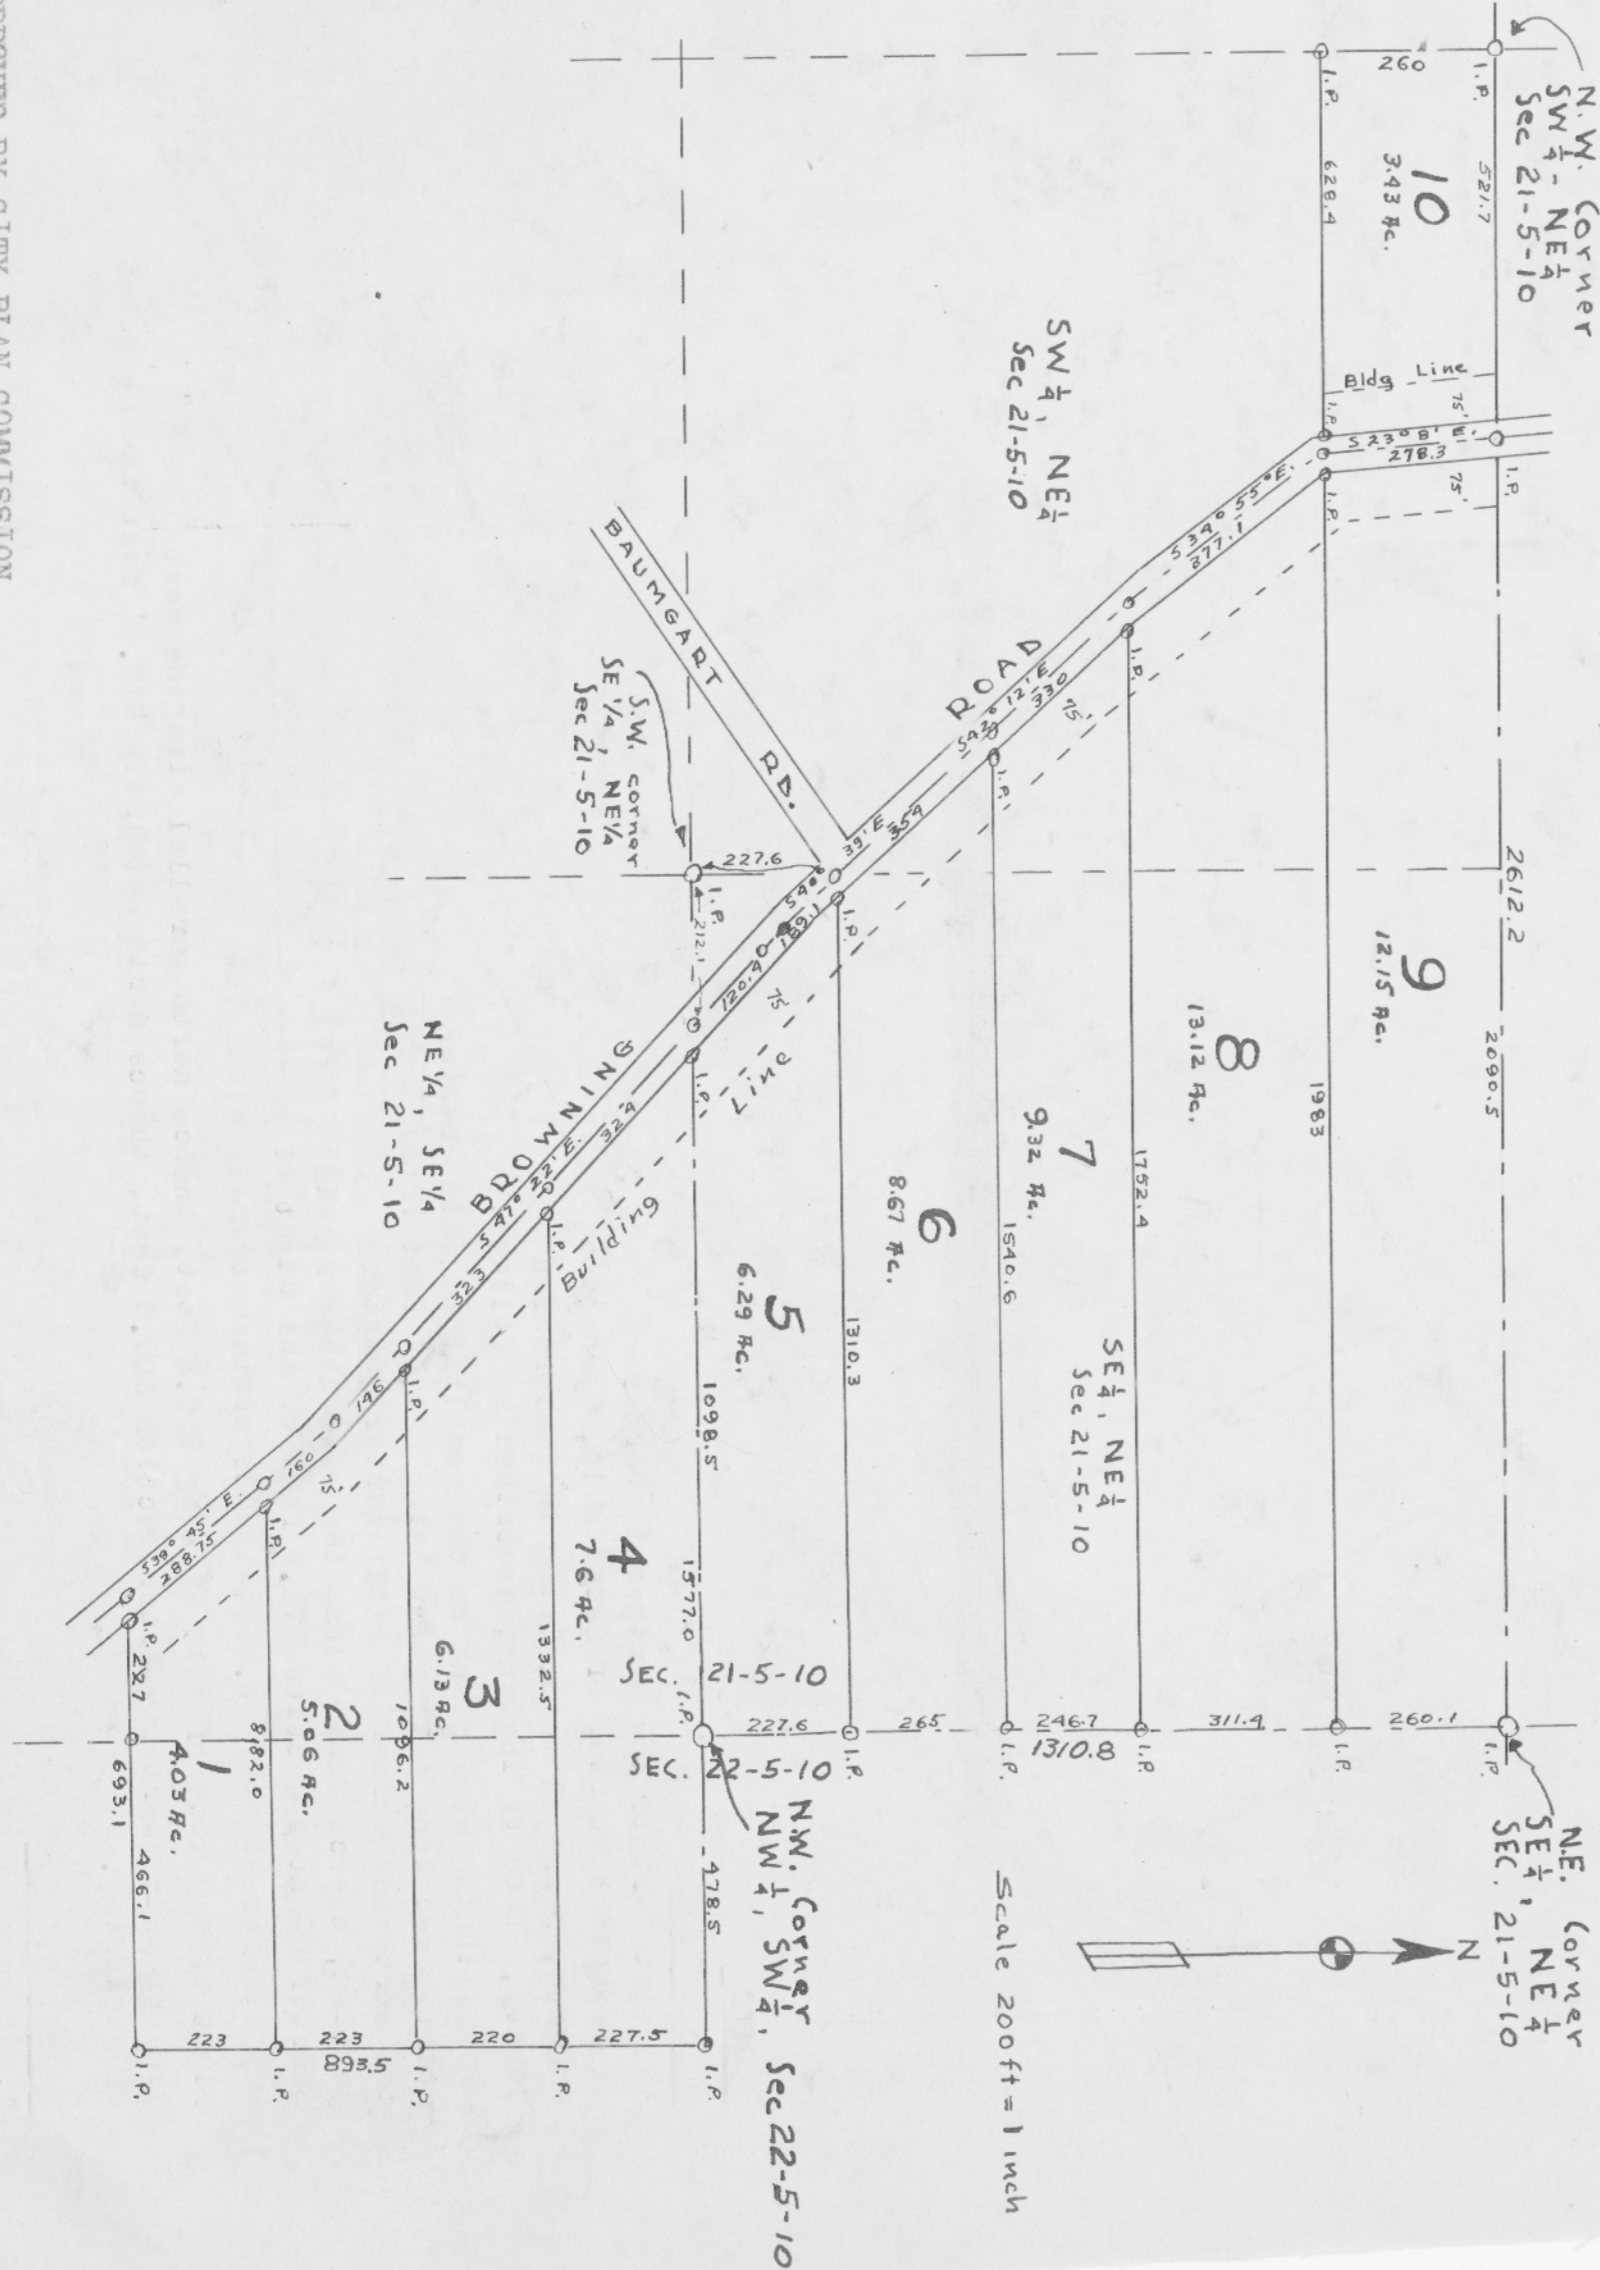 N.W. Corner
SW 1/4 - NE 1/4
Sec 21-5-10
I.P.
521.7
260
I.P.
10
3.43 Ac.
628.4
Bldg Line
75'
I.P.
S 23° 8' E.
278.3
I.P.
75'
I.P.
2612.2
2090.5
9
12.15 Ac.
1983
260.1
I.P.
N.E. Corner
SE 1/4, NE 1/4
SEC. 21-5-10
SW 1/4, NE 1/4
Sec 21-5-10
S 34° 55' E.
377.1
I.P.
8
13.12 Ac.
1752.4
311.4
I.P.
ROAD
S 42° 12' E
330
75'
I.P.
7
9.32 Ac.
SE 1/4, NE 1/4
Sec 21-5-10
1540.6
246.7
1310.8
I.P.
I.P.
BAUMGART RD.
39' E
354
I.P.
6
8.67 Ac.
1310.3
265
I.P.
S.W. corner
SE 1/4, NE 1/4
Sec 21-5-10
227.6
I.P.
212.1
189.1
120.4
75'
Building Line
I.P.
5
6.29 Ac.
1098.5
1577.0
227.6
SEC. 21-5-10
I.P.
SEC. 22-5-10
478.5
I.P.
N.W. Corner
NW 1/4, SW 1/4, Sec 22-5-10
N
Scale 200 ft = 1 inch
NE 1/4, SE 1/4
Sec 21-5-10
BROWNING
S 47° 22' E.
324
I.P.
4
7.6 Ac.
1332.5
227.5
I.P.
323
I.P.
3
6.13 Ac.
1096.2
220
I.P.
146
160
75'
I.P.
2
5.06 Ac.
882.0
223
893.5
I.P.
S 39° 45' E.
288.75
I.P.
227
1
4.03 Ac.
693.1
466.1
223
I.P.
BY CITY PLAN COMMISSION